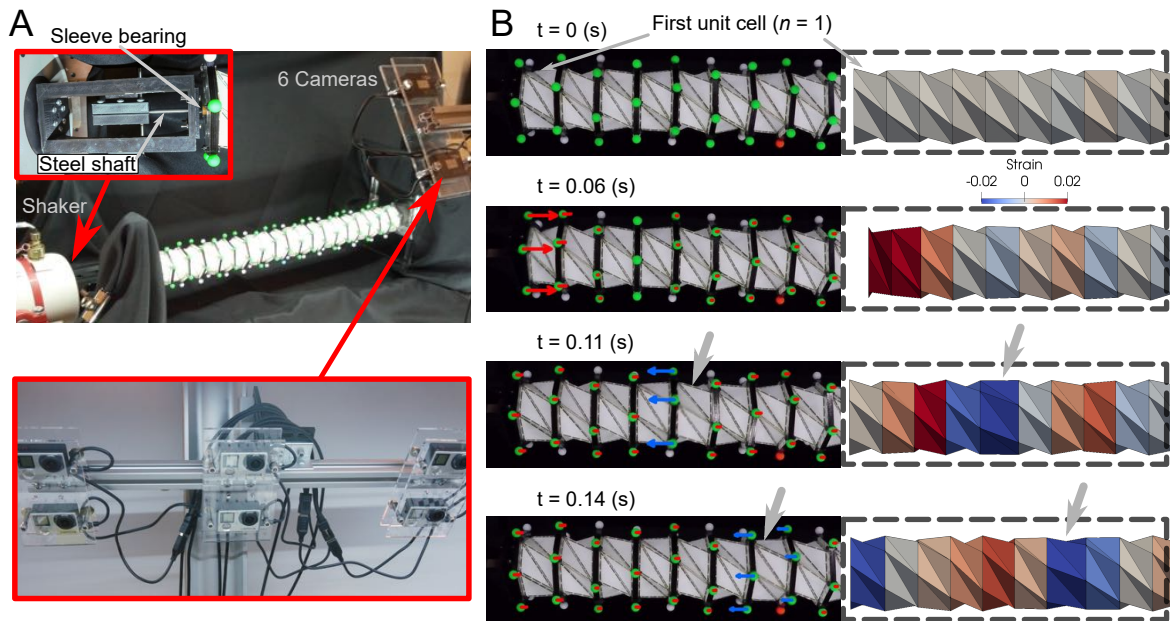 A
Sleeve bearing
6 Cameras
Steel shaft
Shaker
B
t = 0 (s)
First unit cell (n = 1)
Strain
-0.02 0 0.02
t = 0.06 (s)
t = 0.11 (s)
t = 0.14 (s)